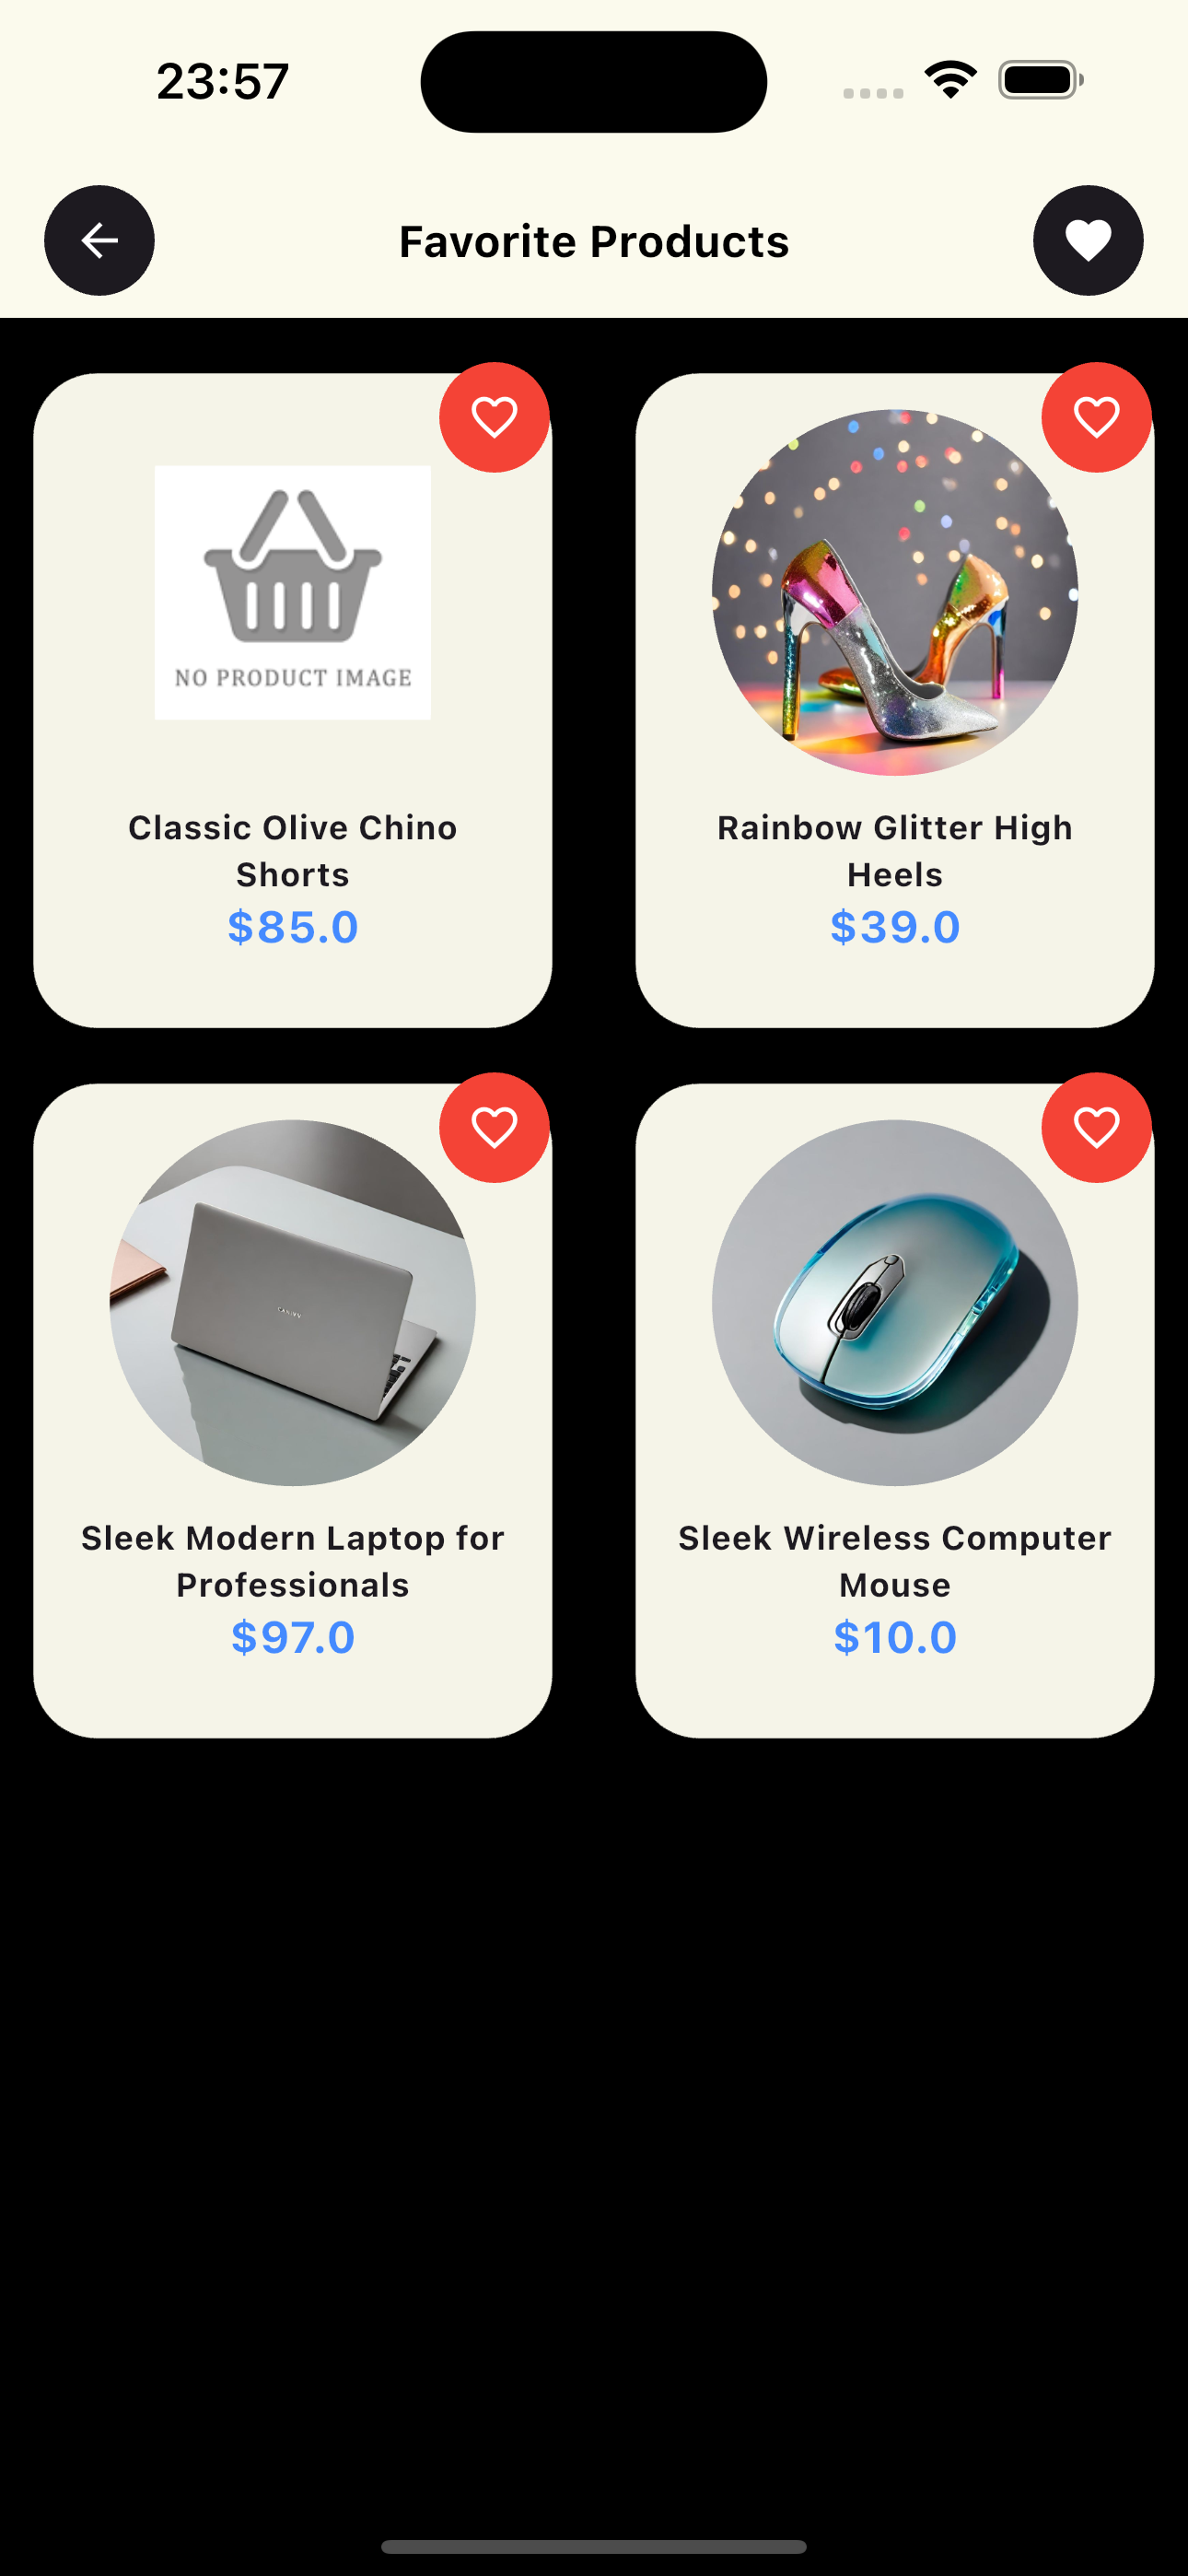 23:57
Favorite Products
NO PRODUCT IMAGE
Classic Olive Chino
Shorts
$85.0
Rainbow Glitter High
Heels
$39.0
Sleek Modern Laptop for
Professionals
$97.0
Sleek Wireless Computer
Mouse
$10.0